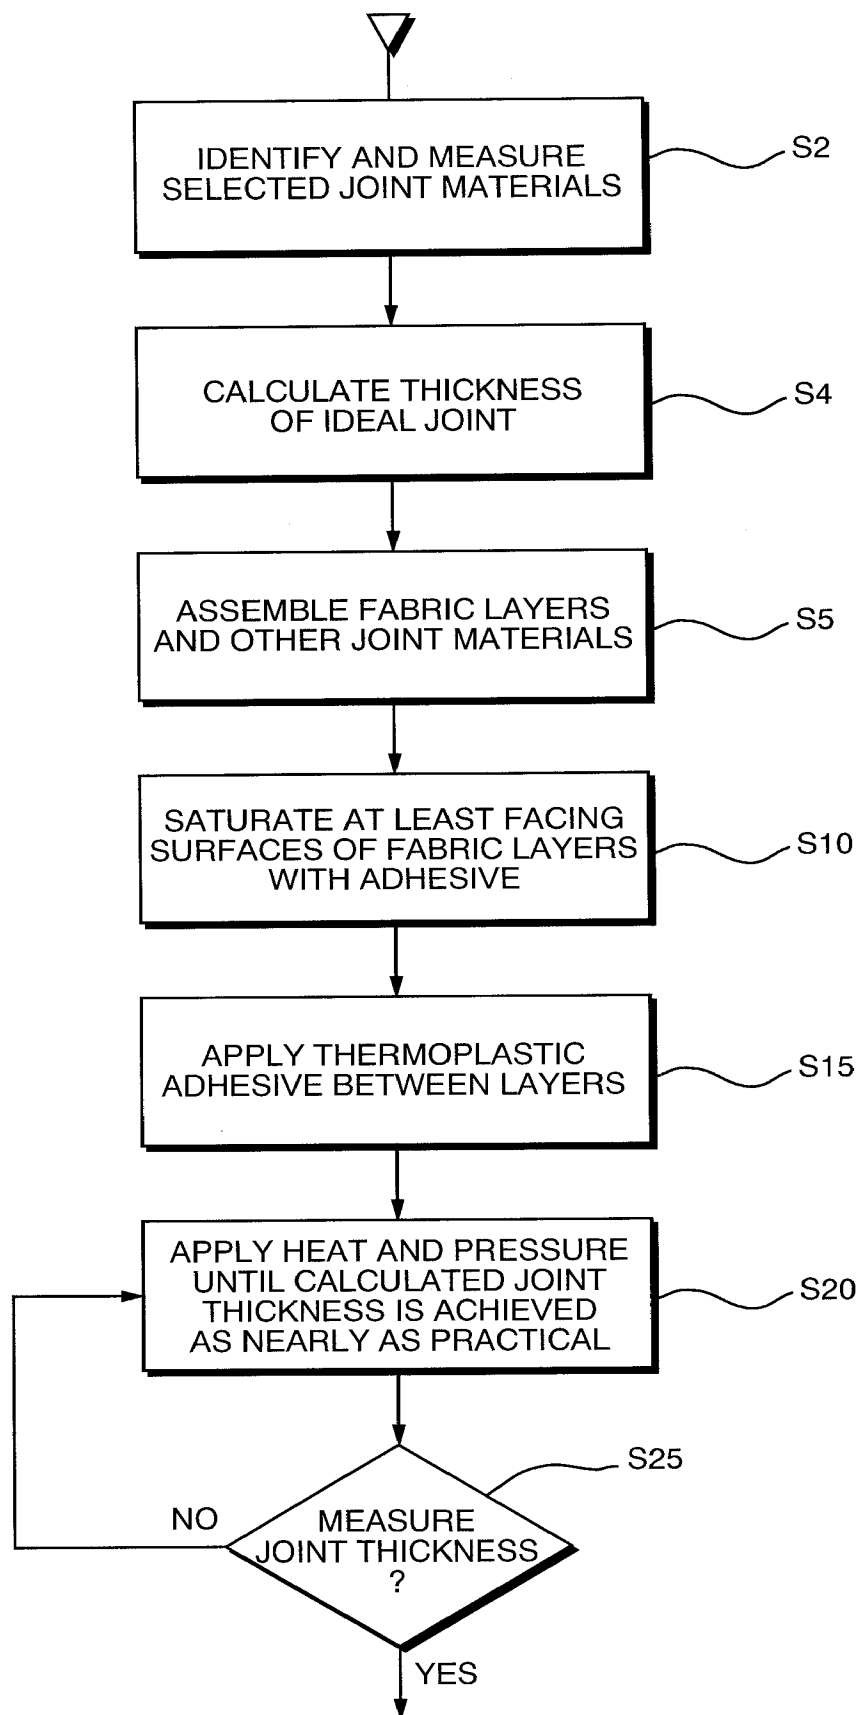 IDENTIFY AND MEASURE
SELECTED JOINT MATERIALS
S2
CALCULATE THICKNESS
OF IDEAL JOINT
S4
ASSEMBLE FABRIC LAYERS
AND OTHER JOINT MATERIALS
S5
SATURATE AT LEAST FACING
SURFACES OF FABRIC LAYERS
WITH ADHESIVE
S10
APPLY THERMOPLASTIC
ADHESIVE BETWEEN LAYERS
S15
APPLY HEAT AND PRESSURE
UNTIL CALCULATED JOINT
THICKNESS IS ACHIEVED
AS NEARLY AS PRACTICAL
S20
S25
NO
MEASURE
JOINT THICKNESS
?
YES